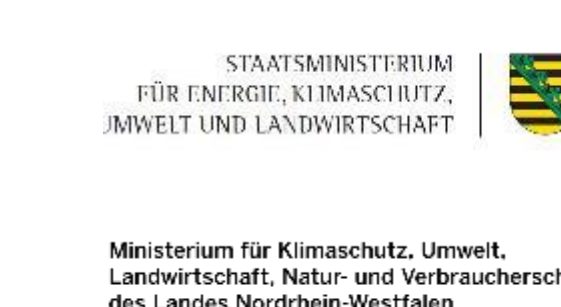 STAATSMINISTERIUM
FÜR ENERGIE, KLIMASCHUTZ,
UMWELT UND LANDWIRTSCHAFT
Ministerium für Klimaschutz, Umwelt,
Landwirtschaft, Natur- und Verbrauchersch
des Landes Nordrhein-Westfalen